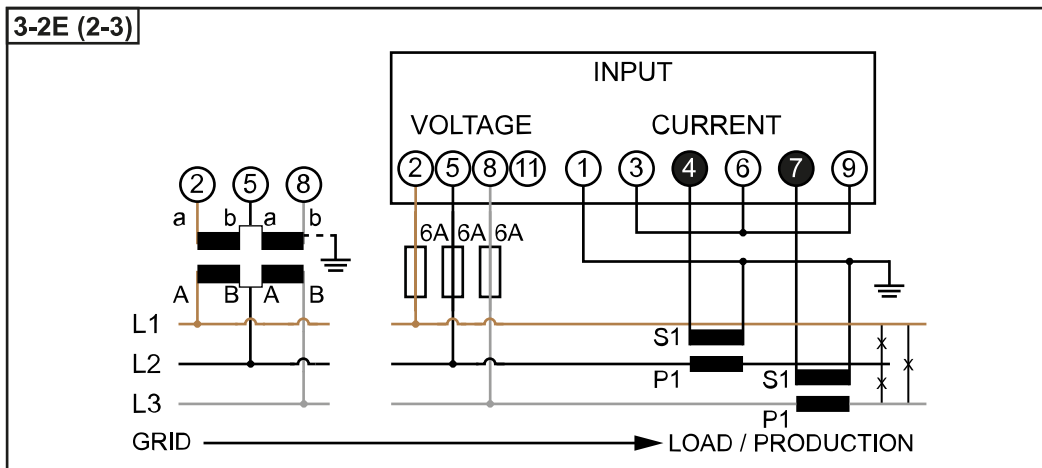 3-2E (2-3)
INPUT
VOLTAGE CURRENT
2 5 8 11 1 3 4 6 7 9
2 5 8
a b a b
6A 6A 6A
A B A B
L1
S1
L2
P1 S1
L3
P1
GRID LOAD / PRODUCTION